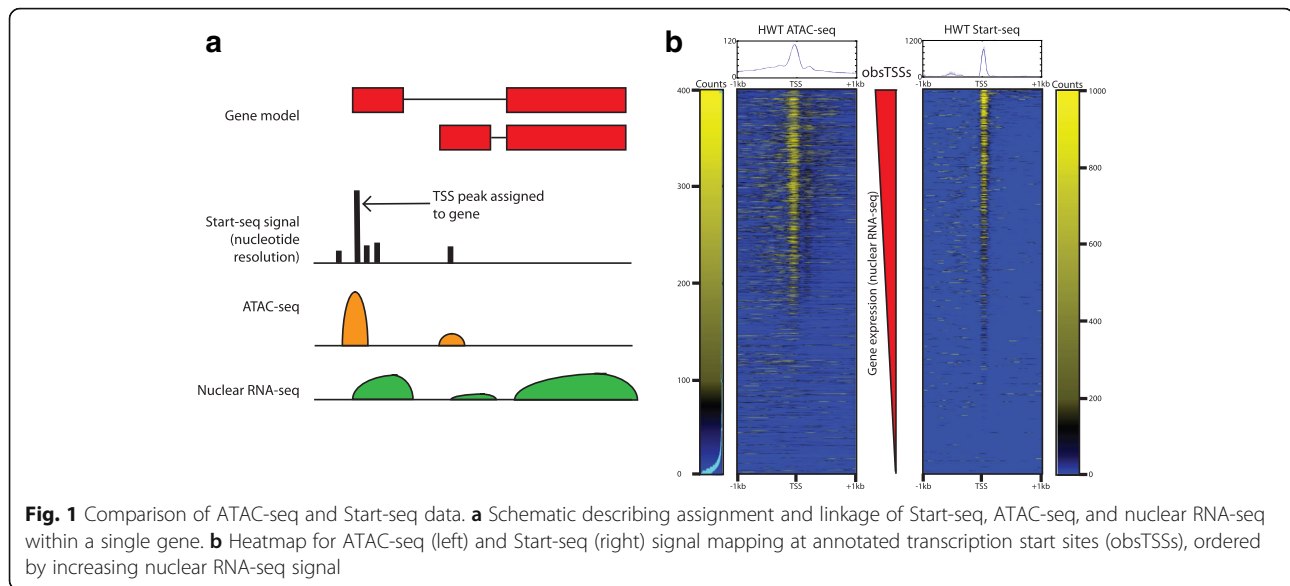 a
Gene model
Start-seq signal
(nucleotide
resolution)
TSS peak assigned
to gene
ATAC-seq
Nuclear RNA-seq
b
HWT ATAC-seq
HWT Start-seq
120
0
1200
0
-1kb
TSS
+1kb
-1kb
TSS
+1kb
obsTSSs
Counts
Counts
400
300
200
100
0
1000
800
600
400
200
0
Gene expression (nuclear RNA-seq)
-1kb
TSS
+1kb
-1kb
TSS
+1kb
Fig. 1 Comparison of ATAC-seq and Start-seq data. a Schematic describing assignment and linkage of Start-seq, ATAC-seq, and nuclear RNA-seq
within a single gene. b Heatmap for ATAC-seq (left) and Start-seq (right) signal mapping at annotated transcription start sites (obsTSSs), ordered
by increasing nuclear RNA-seq signal